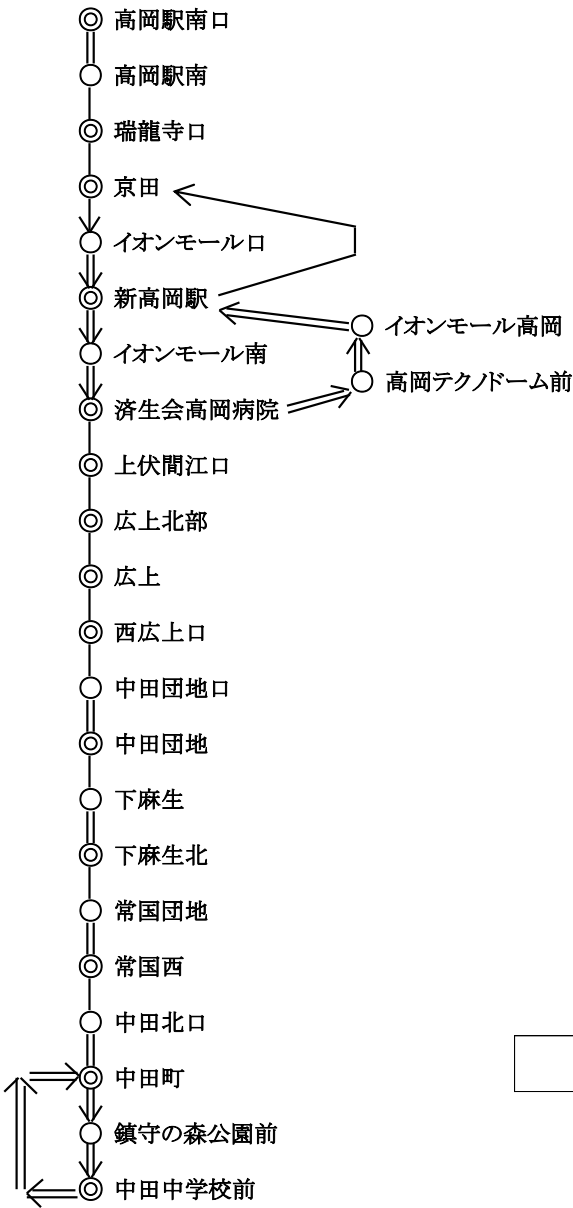 高岡駅南口
高岡駅南
瑞龍寺口
京田
イオンモール口
新高岡駅
イオンモール高岡
イオンモール南
高岡テクノドーム前
済生会高岡病院
上伏間江口
広上北部
広上
西広上口
中田団地口
中田団地
下麻生
下麻生北
常国団地
常国西
中田北口
中田町
鎮守の森公園前
中田中学校前